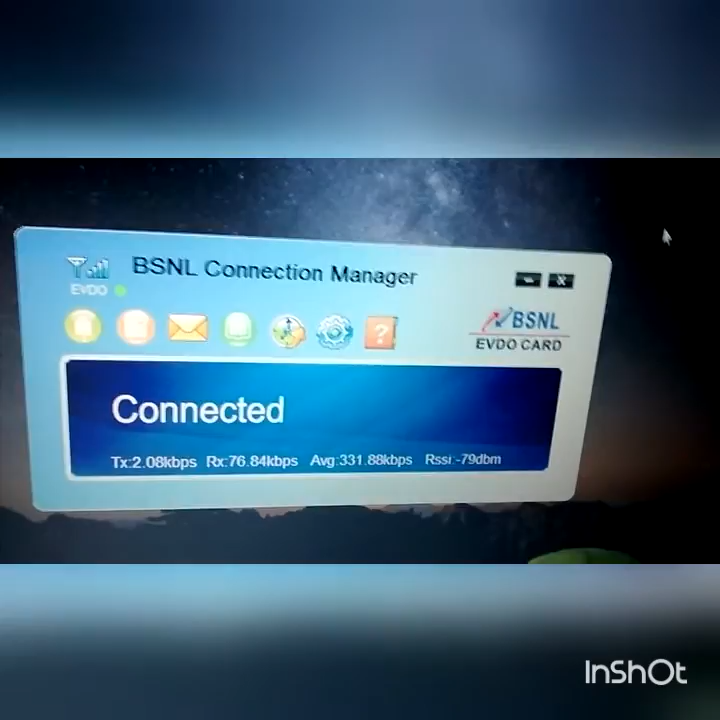 BSNL Connection Manager
EVDO
BSNL
EVDO CARD
?
Connected
Tx:2.08kbps Rx:76.84kbps Avg:331.88kbps Rssi:-79dbm
InShOt